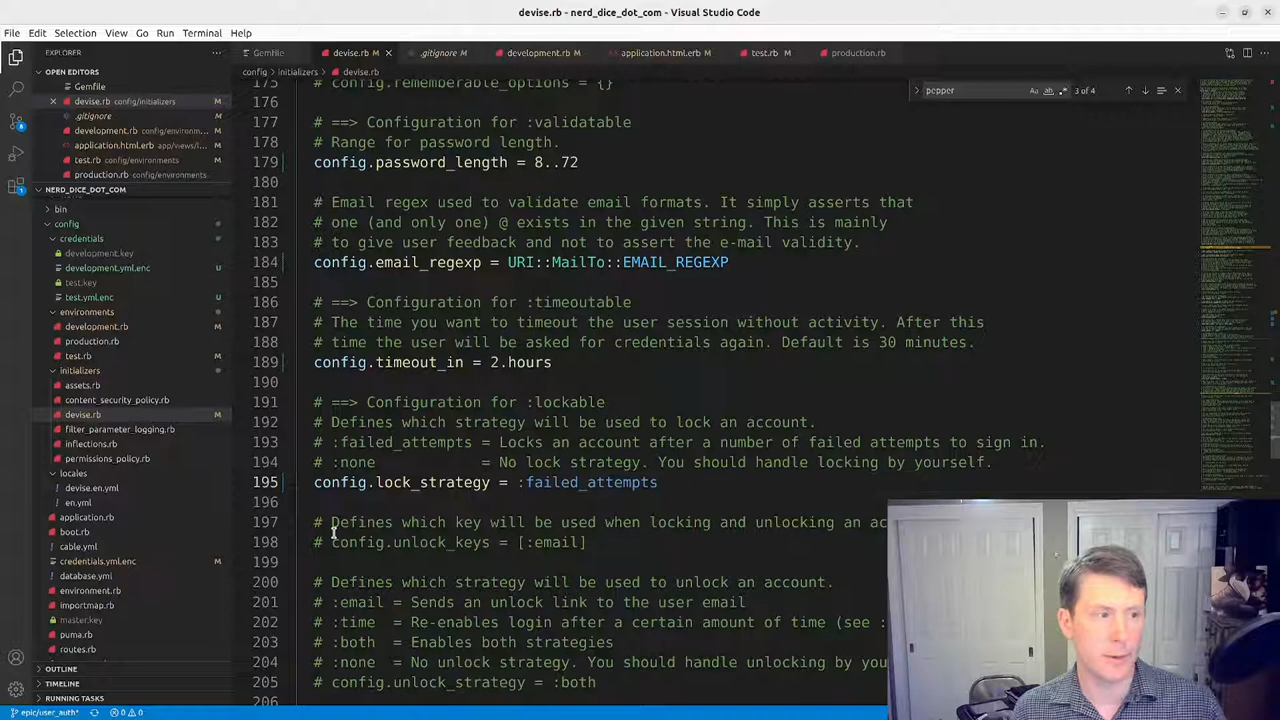 devise.rb - nerd_dice_dot_com - Visual Studio Code
File Edit Selection View Go Run Terminal Help
EXPLORER
Gemfile
devise.rb M
.gitignore M
development.rb M
application.html.erb M
test.rb M
production.rb M
config > initializers > devise.rb
OPEN EDITORS
Gemfile
devise.rb config/initializers M
.gitignore M
development.rb config/environm... M
application.html.erb app/views/l... M
test.rb config/environments M
production.rb config/environments M
NERD_DICE_DOT_COM
bin
config
credentials
development.key
development.yml.enc
test.key
test.yml.enc
environments
development.rb
production.rb
test.rb
initializers
assets.rb
content_security_policy.rb
devise.rb M
filter_parameter_logging.rb
inflections.rb
permissions_policy.rb
locales
devise.en.yml
en.yml
application.rb
boot.rb
cable.yml
credentials.yml.enc
database.yml
environment.rb
importmap.rb
master.key
puma.rb
routes.rb
OUTLINE
TIMELINE
RUNNING TASKS
epic/user_auth* 0 0
pepper Aa ab 3 of 4
175 # config.rememberable_options = {}
176
177 # ==> Configuration for :validatable
178 # Range for password length.
179 config.password_length = 8..72
180
181 # Email regex used to validate email formats. It simply asserts that
182 # one (and only one) @ exists in the given string. This is mainly
183 # to give user feedback and not to assert the e-mail validity.
184 config.email_regexp = URI::MailTo::EMAIL_REGEXP
185
186 # ==> Configuration for :timeoutable
187 # The time you want to timeout the user session without activity. After this
188 # time the user will be asked for credentials again. Default is 30 minutes.
189 config.timeout_in = 2.hours
190
191 # ==> Configuration for :lockable
192 # Defines which strategy will be used to lock an account.
193 # :failed_attempts = Locks an account after a number of failed attempts to sign in.
194 # :none = No lock strategy. You should handle locking by yourself.
195 config.lock_strategy = :failed_attempts
196
197 # Defines which key will be used when locking and unlocking an ac
198 # config.unlock_keys = [:email]
199
200 # Defines which strategy will be used to unlock an account.
201 # :email = Sends an unlock link to the user email
202 # :time = Re-enables login after a certain amount of time (see :
203 # :both = Enables both strategies
204 # :none = No unlock strategy. You should handle unlocking by you
205 # config.unlock_strategy = :both
206